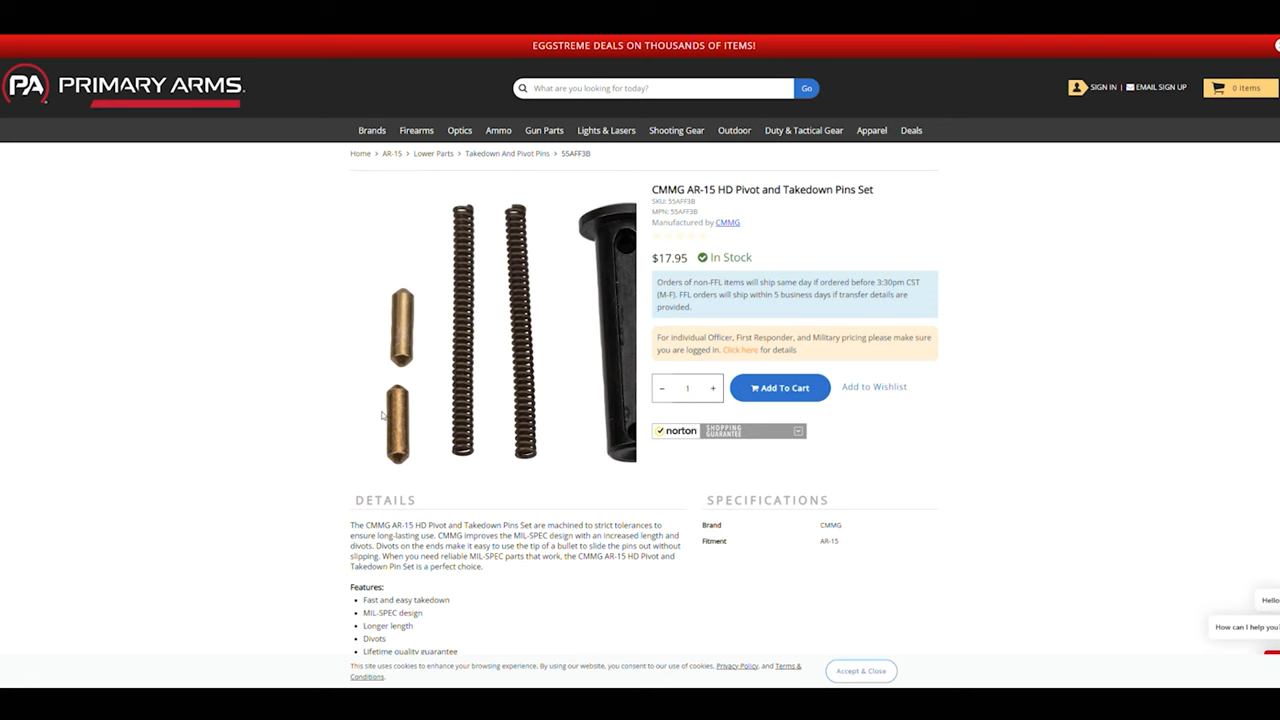 EGGSTREME DEALS ON THOUSANDS OF ITEMS!
PA PRIMARY ARMS.
What are you looking for today?
Go
SIGN IN | EMAIL SIGN UP
0 items
Brands Firearms Optics Ammo Gun Parts Lights & Lasers Shooting Gear Outdoor Duty & Tactical Gear Apparel Deals
Home > AR-15 > Lower Parts > Takedown And Pivot Pins > 55AFF3B
CMMG AR-15 HD Pivot and Takedown Pins Set
SKU: 55AFF3B
MPN: 55AFF3B
Manufactured by CMMG
$17.95 In Stock
Orders of non-FFL items will ship same day if ordered before 3:30pm CST
(M-F). FFL orders will ship within 5 business days if transfer details are
provided.
For individual Officer, First Responder, and Military pricing please make sure
you are logged in. Click here for details
- 1 + Add To Cart Add to Wishlist
norton SHOPPING GUARANTEE
DETAILS
The CMMG AR-15 HD Pivot and Takedown Pins Set are machined to strict tolerances to
ensure long-lasting use. CMMG improves the MIL-SPEC design with an increased length and
divots. Divots on the ends make it easy to use the tip of a bullet to slide the pins out without
slipping. When you need reliable MIL-SPEC parts that work, the CMMG AR-15 HD Pivot and
Takedown Pin Set is a perfect choice.
Features:
• Fast and easy takedown
• MIL-SPEC design
• Longer length
• Divots
• Lifetime quality guarantee
SPECIFICATIONS
Brand CMMG
Fitment AR-15
Hello
How can I help you?
This site uses cookies to enhance your browsing experience. By using our website, you consent to our use of cookies. Privacy Policy, and Terms &
Conditions.
Accept & Close